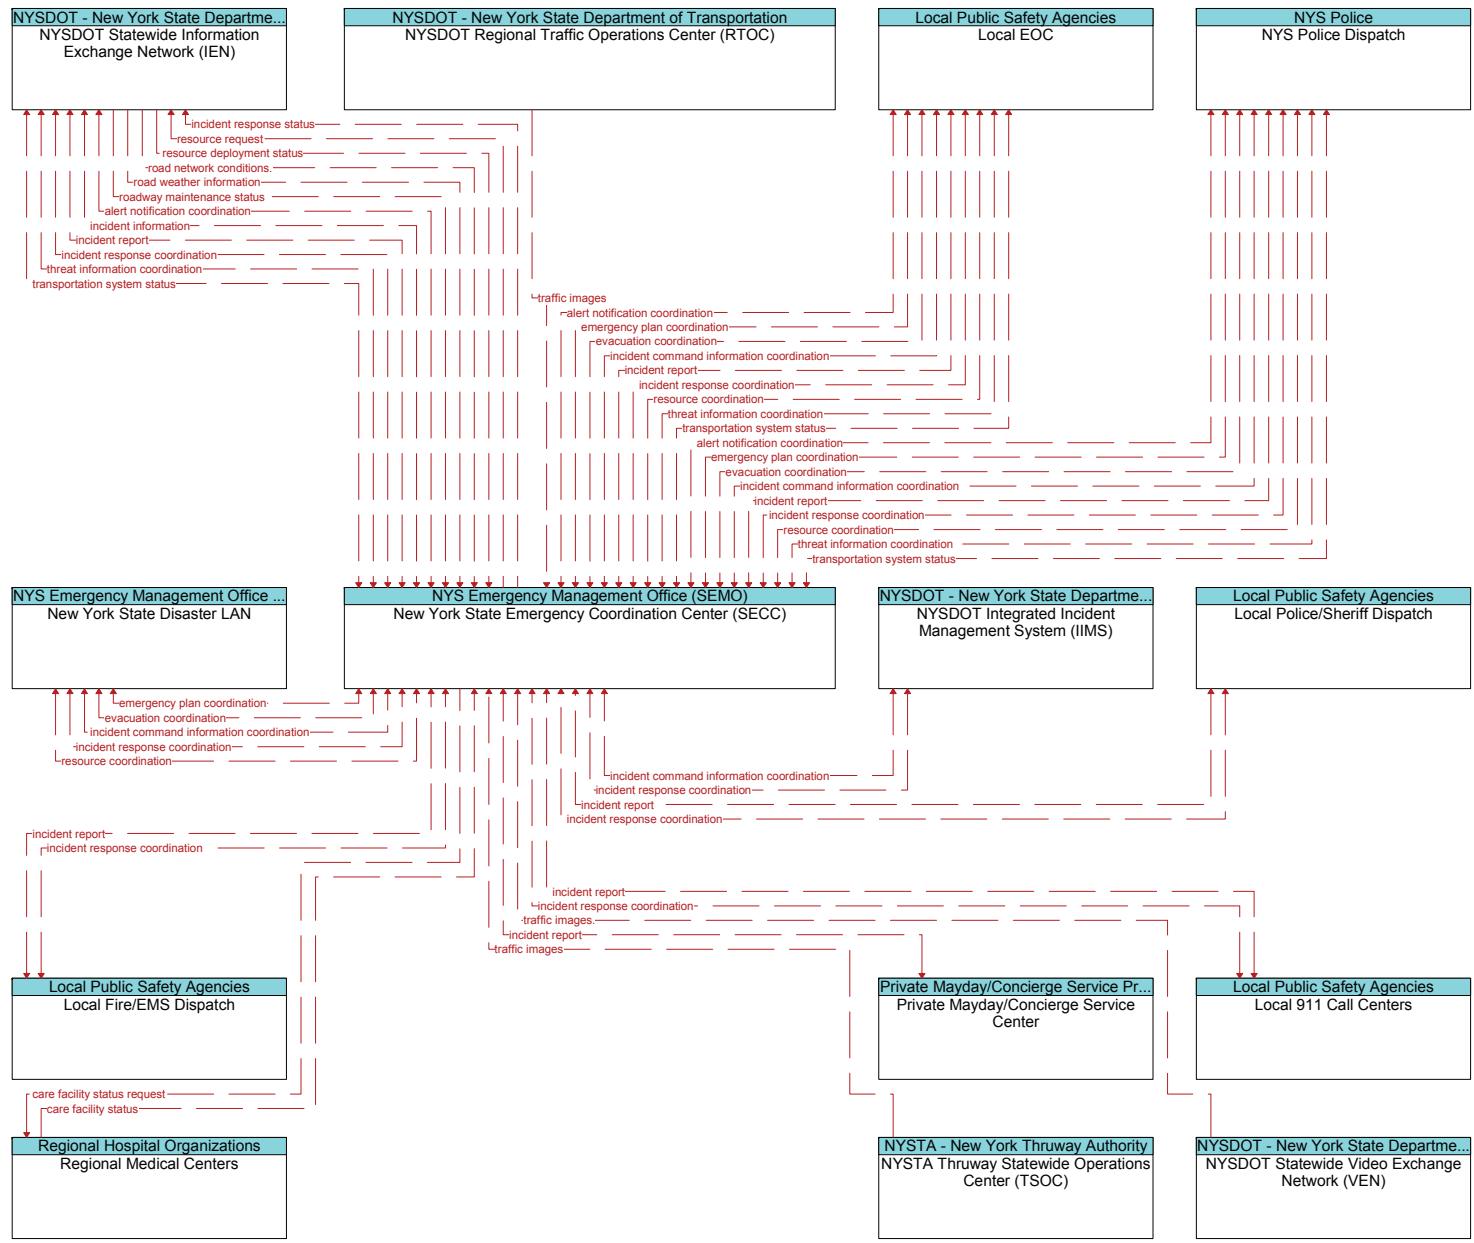 NYSDOT - New York State Departme...
NYSDOT Statewide Information
Exchange Network (IEN)
NYSDOT - New York State Department of Transportation
NYSDOT Regional Traffic Operations Center (RTOC)
Local Public Safety Agencies
Local EOC
NYS Police
NYS Police Dispatch
incident response status
resource request
resource deployment status
road network conditions.
road weather information
roadway maintenance status
alert notification coordination
incident information
incident report
incident response coordination
threat information coordination
transportation system status
traffic images
alert notification coordination
emergency plan coordination
evacuation coordination
incident command information coordination
incident report
incident response coordination
resource coordination
threat information coordination
transportation system status
alert notification coordination
emergency plan coordination
evacuation coordination
incident command information coordination
incident report
incident response coordination
resource coordination
threat information coordination
transportation system status
NYS Emergency Management Office ...
New York State Disaster LAN
NYS Emergency Management Office (SEMO)
New York State Emergency Coordination Center (SECC)
NYSDOT - New York State Departme...
NYSDOT Integrated Incident
Management System (IIMS)
Local Public Safety Agencies
Local Police/Sheriff Dispatch
emergency plan coordination
evacuation coordination
incident command information coordination
incident response coordination
resource coordination
incident command information coordination
incident response coordination
incident report
incident response coordination
incident report
incident response coordination
incident report
incident response coordination
traffic images.
incident report
traffic images
Local Public Safety Agencies
Local Fire/EMS Dispatch
Private Mayday/Concierge Service Pr...
Private Mayday/Concierge Service
Center
Local Public Safety Agencies
Local 911 Call Centers
care facility status request
care facility status
Regional Hospital Organizations
Regional Medical Centers
NYSTA - New York Thruway Authority
NYSTA Thruway Statewide Operations
Center (TSOC)
NYSDOT - New York State Departme...
NYSDOT Statewide Video Exchange
Network (VEN)